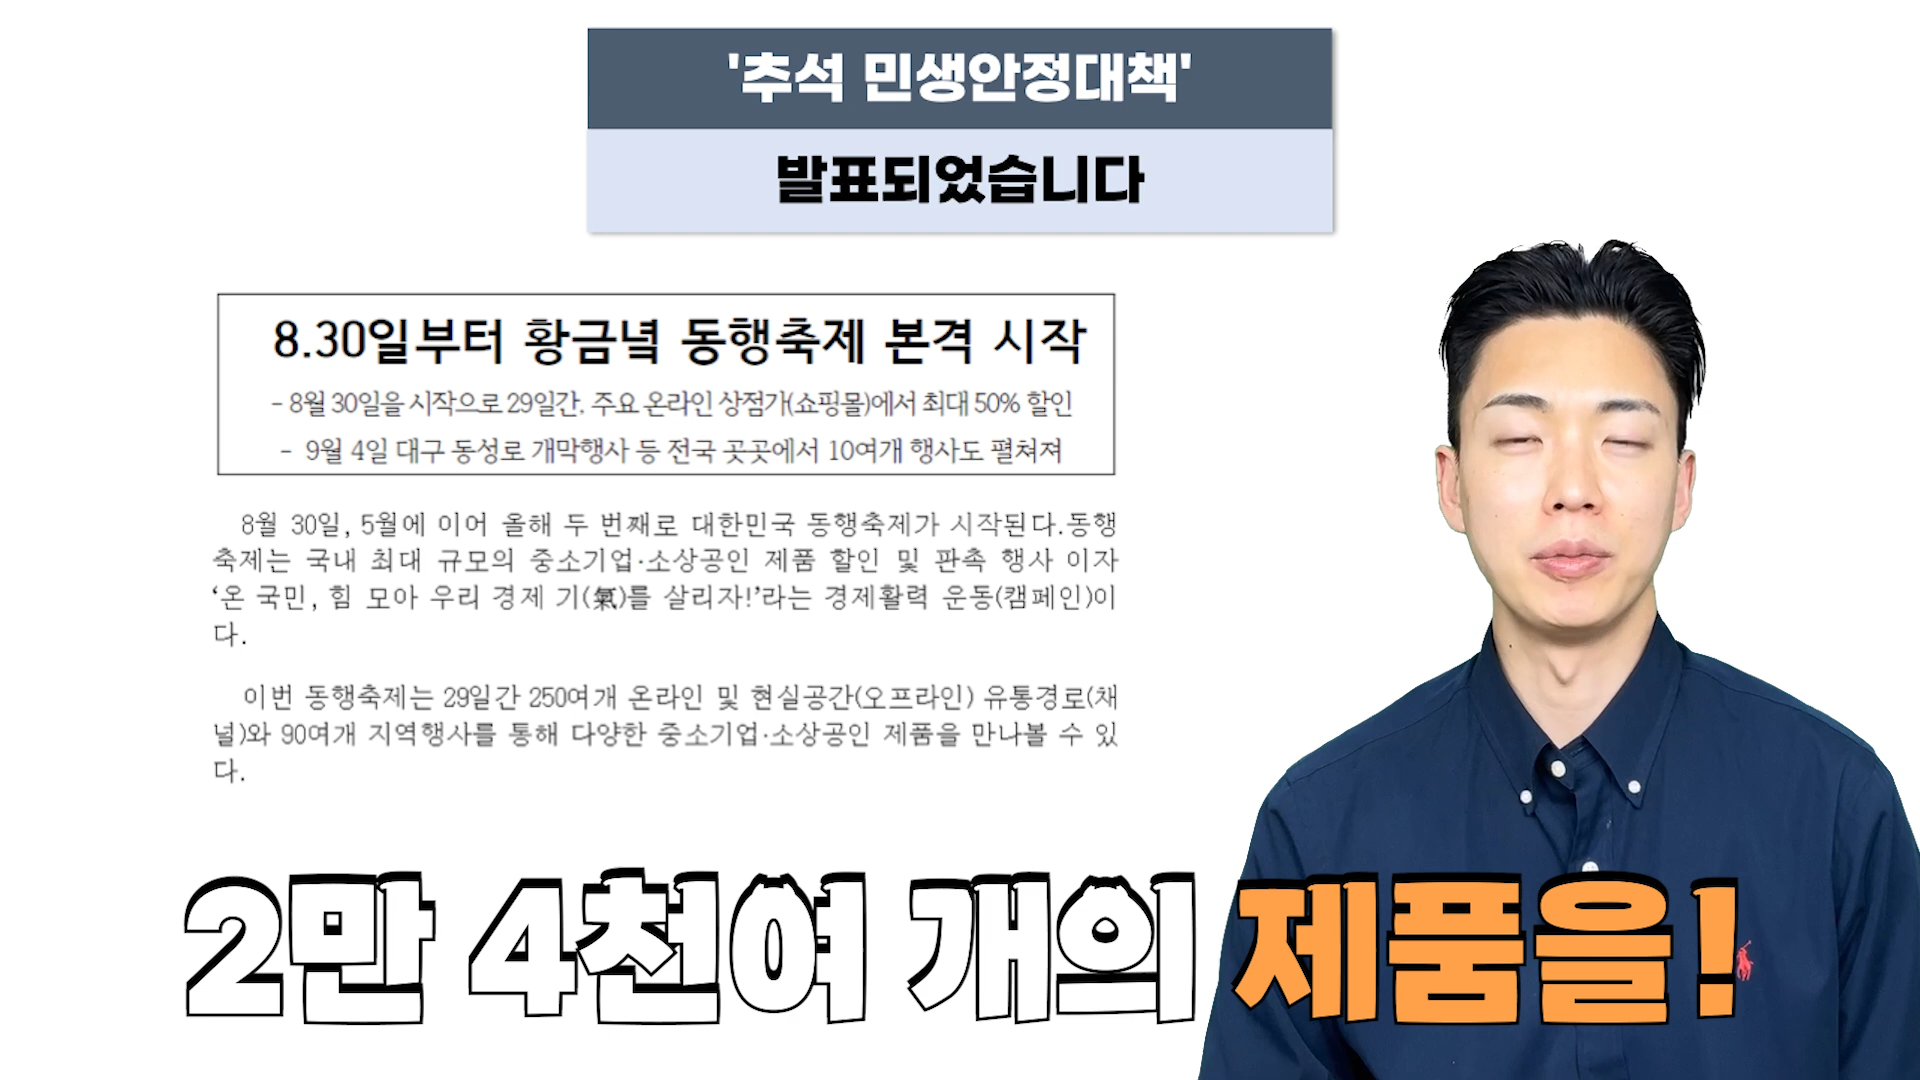 '추석 민생안정대책'
발표되었습니다
8.30일부터 황금녘 동행축제 본격 시작
- 8월 30일을 시작으로 29일간, 주요 온라인 상점가(쇼핑몰)에서 최대 50% 할인
- 9월 4일 대구 동성로 개막행사 등 전국 곳곳에서 10여개 행사도 펼쳐져
8월 30일, 5월에 이어 올해 두 번째로 대한민국 동행축제가 시작된다.동행
축제는 국내 최대 규모의 중소기업·소상공인 제품 할인 및 판촉 행사 이자
‘온 국민, 힘 모아 우리 경제 기(氣)를 살리자!’라는 경제활력 운동(캠페인)이
다.
이번 동행축제는 29일간 250여개 온라인 및 현실공간(오프라인) 유통경로(채
널)와 90여개 지역행사를 통해 다양한 중소기업·소상공인 제품을 만나볼 수 있
다.
2만 4천여 개의 제품을!